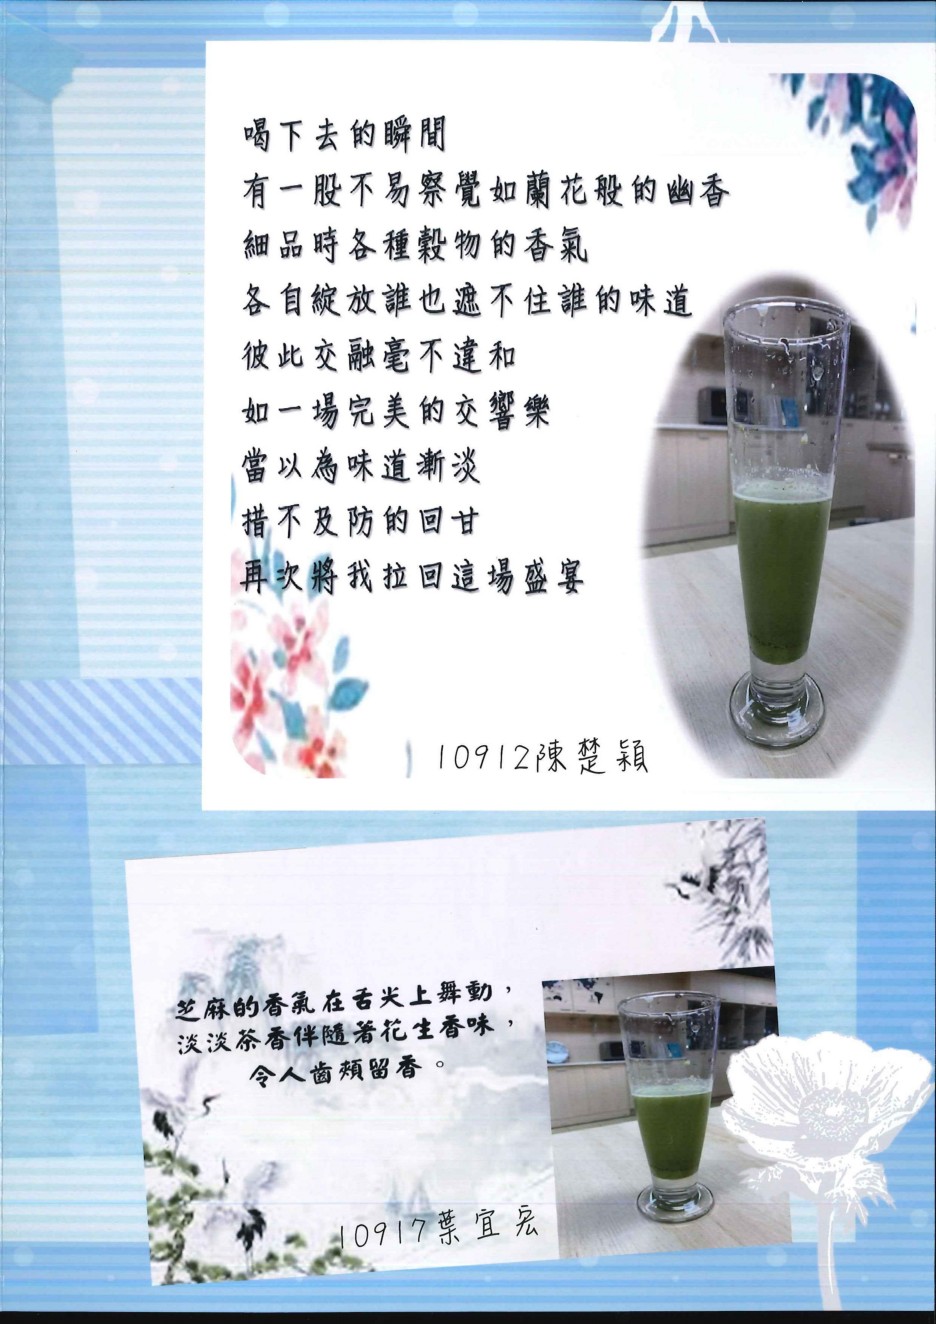 喝下去的瞬間
有一股不易察覺如蘭花般的幽香
細品時各種穀物的香氣
各自綻放誰也遮不住誰的味道
彼此交融毫不違和
如一場完美的交響樂
當以為味道漸淡
措不及防的回甘
再次將我拉回這場盛宴
10912陳楚穎
芝麻的香氣在舌尖上舞動，
淡淡茶香伴隨著花生香味，
令人齒頰留香。
10917葉宜宏